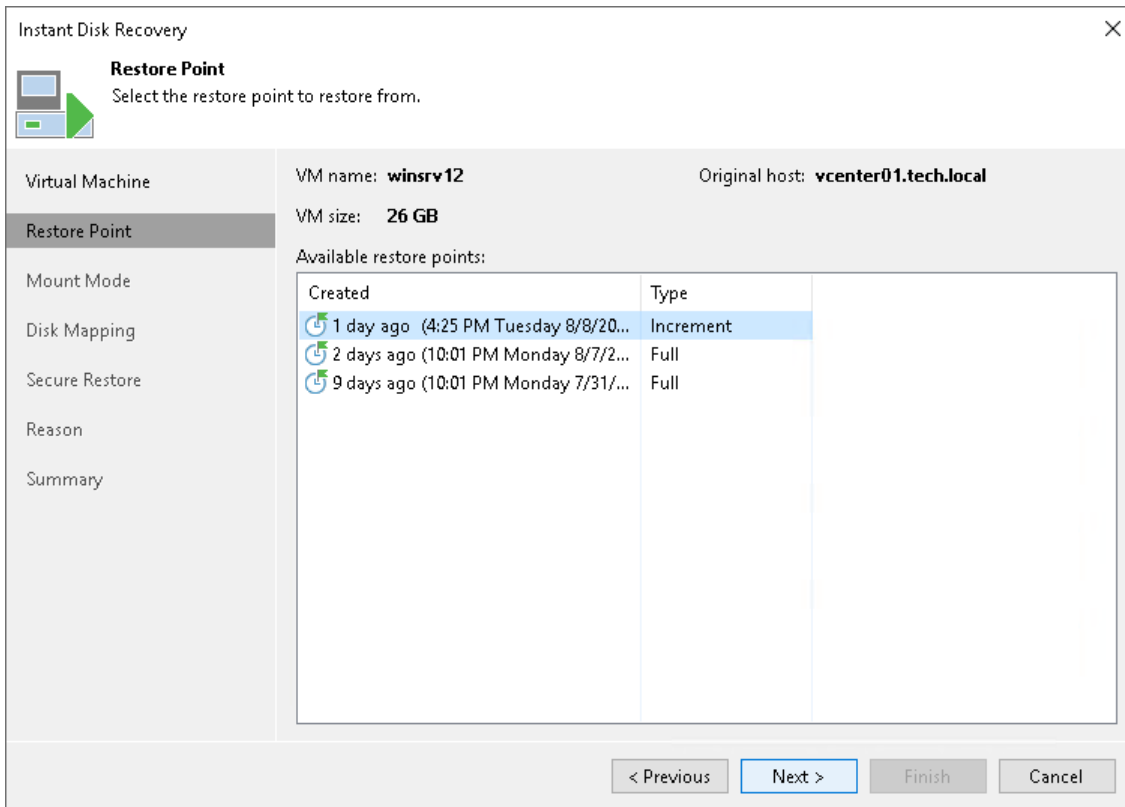 Instant Disk Recovery
Restore Point
Select the restore point to restore from.
Virtual Machine
Restore Point
Mount Mode
Disk Mapping
Secure Restore
Reason
Summary
VM name: winsrv12 Original host: vcenter01.tech.local
VM size: 26 GB
Available restore points:
Created Type
1 day ago (4:25 PM Tuesday 8/8/20... Increment
2 days ago (10:01 PM Monday 8/7/2... Full
9 days ago (10:01 PM Monday 7/31/... Full
< Previous Next > Finish Cancel